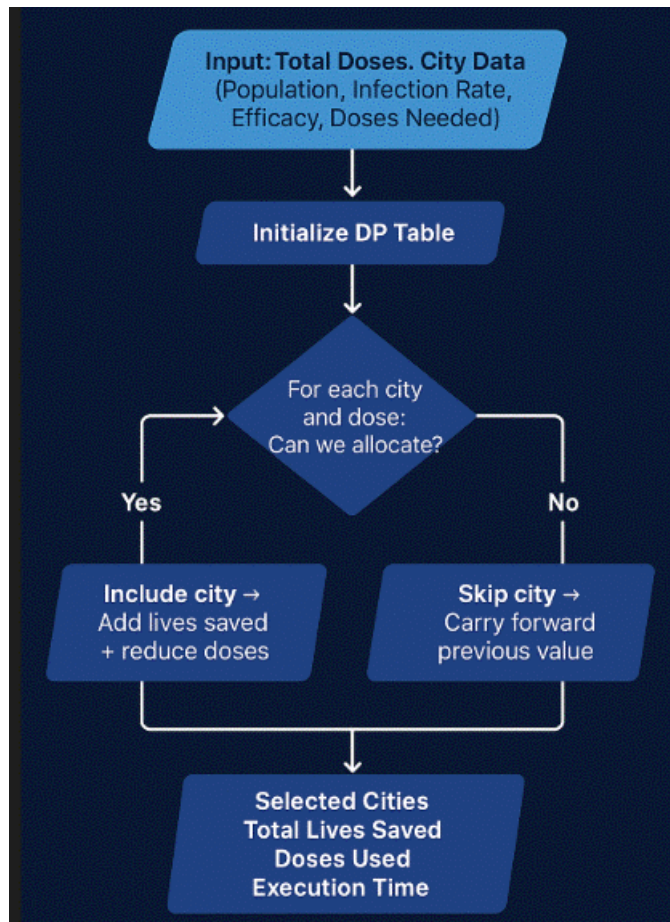 Input: Total Doses. City Data
(Population, Infection Rate,
Efficacy, Doses Needed)
Initialize DP Table
For each city
and dose:
Can we allocate?
Yes
No
Include city →
Add lives saved
+ reduce doses
Skip city →
Carry forward
previous value
Selected Cities
Total Lives Saved
Doses Used
Execution Time